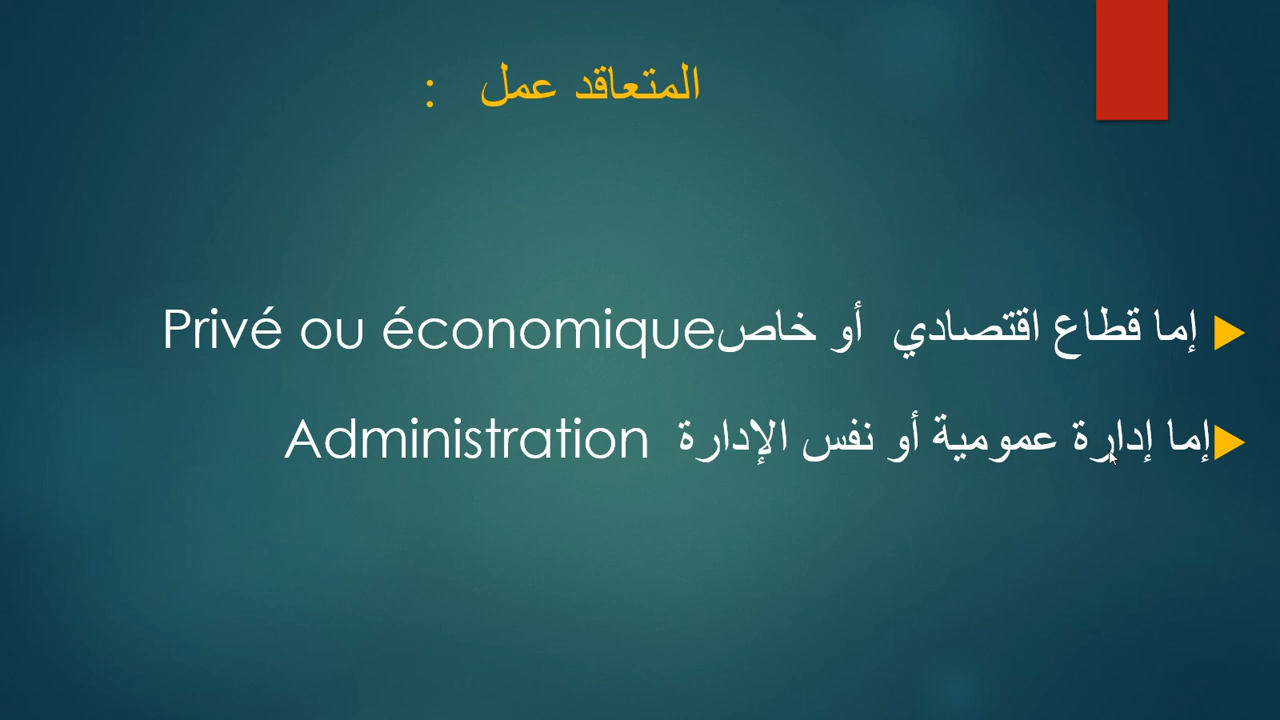 المتعاقد عمل :
إما قطاع اقتصادي أو خاص Privé ou économique
إما إدارة عمومية أو نفس الإدارة Administration